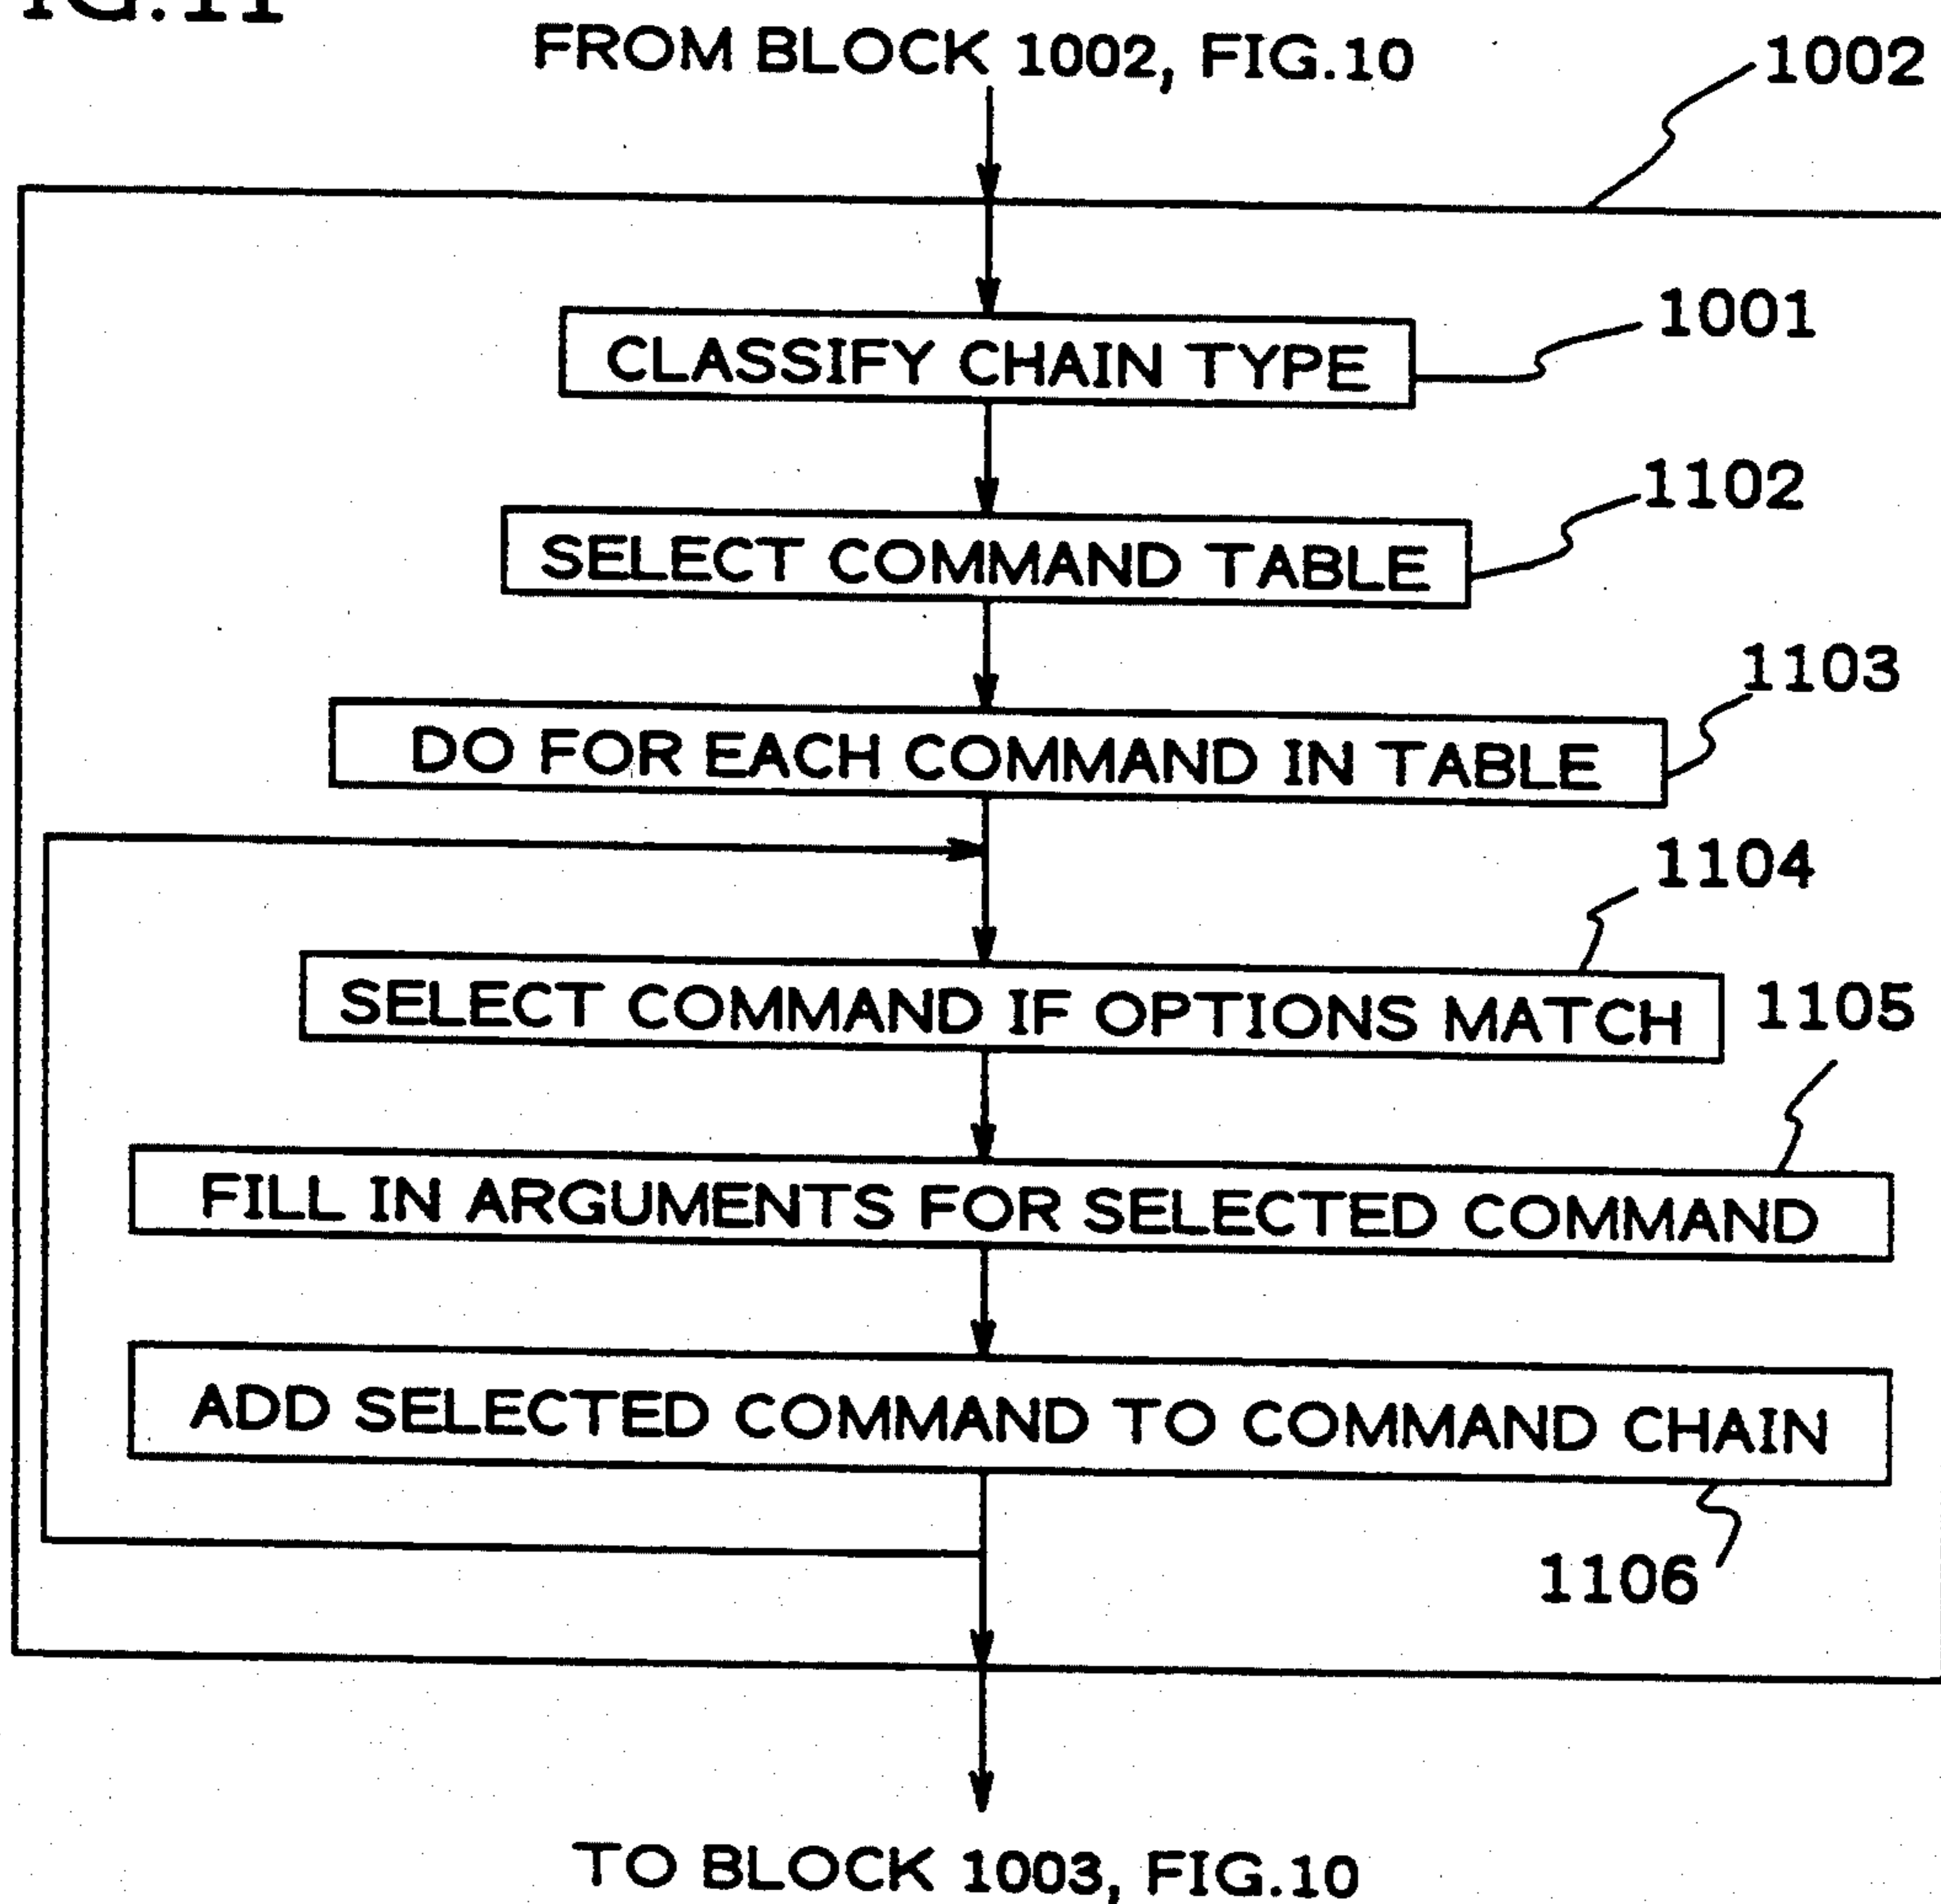 FIG.11
FROM BLOCK 1002, FIG.10
1002
CLASSIFY CHAIN TYPE
1001
SELECT COMMAND TABLE
1102
DO FOR EACH COMMAND IN TABLE
1103
SELECT COMMAND IF OPTIONS MATCH
1104
FILL IN ARGUMENTS FOR SELECTED COMMAND
1105
ADD SELECTED COMMAND TO COMMAND CHAIN
1106
TO BLOCK 1003, FIG.10